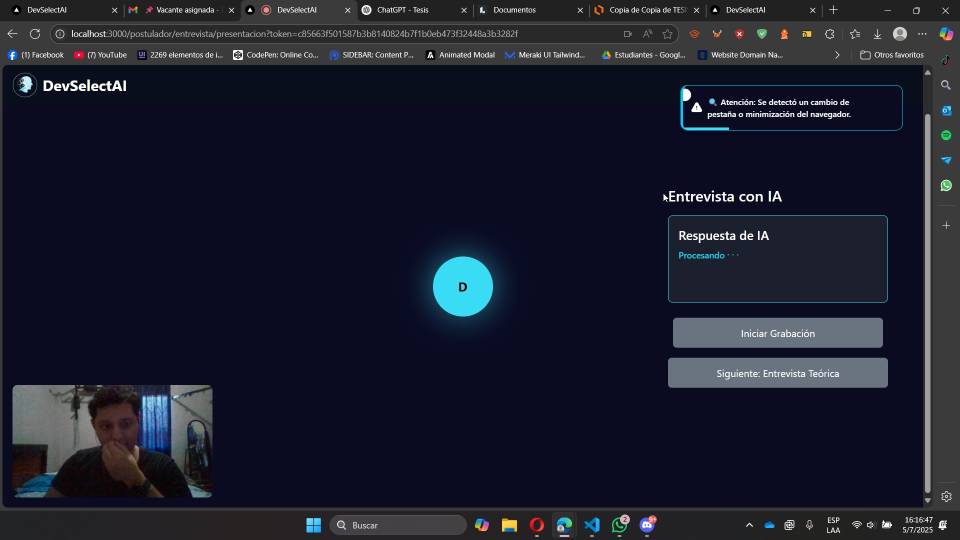 DevSelectAI
Vacante asignada -
DevSelectAI
ChatGPT - Tesis
Documentos
Copia de Copia de TES
DevSelectAI
localhost:3000/postulador/entrevista/presentacion?token=c85663f501587b3b8140824b7f1b0eb473f32448a3b3282f
(1) Facebook
(7) YouTube
2269 elementos de i...
CodePen: Online Co...
SIDEBAR: Content P...
Animated Modal
Meraki UI Tailwind...
Estudiantes - Googl...
Website Domain Na...
Otros favoritos
DevSelectAI
Atención: Se detectó un cambio de
pestaña o minimización del navegador.
Entrevista con IA
Respuesta de IA
Procesando · · ·
D
Iniciar Grabación
Siguiente: Entrevista Teórica
Buscar
2
ESP
LAA
16:16:47
5/7/2025